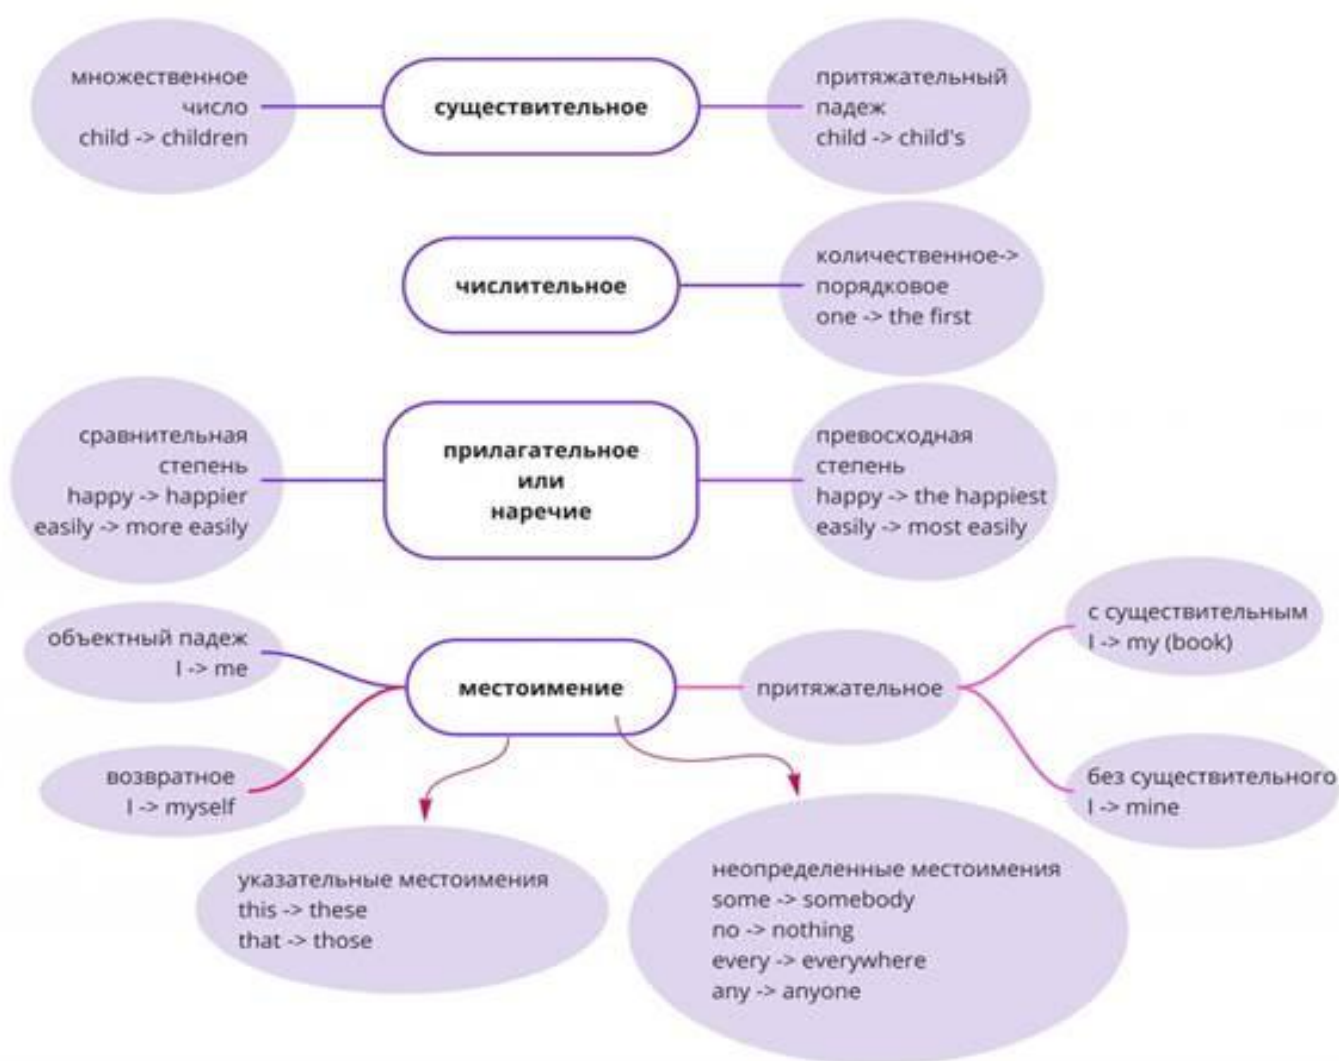 множественное
число
child -> children
существительное
притяжательный
падеж
child -> child's
числительное
количественное->
порядковое
one -> the first
сравнительная
степень
happy -> happier
easily -> more easily
прилагательное
или
наречие
превосходная
степень
happy -> the happiest
easily -> most easily
объектный падеж
I -> me
возвратное
I -> myself
местоимение
притяжательное
с существительным
I -> my (book)
без существительного
I -> mine
указательные местоимения
this -> these
that -> those
неопределенные местоимения
some -> somebody
no -> nothing
every -> everywhere
any -> anyone